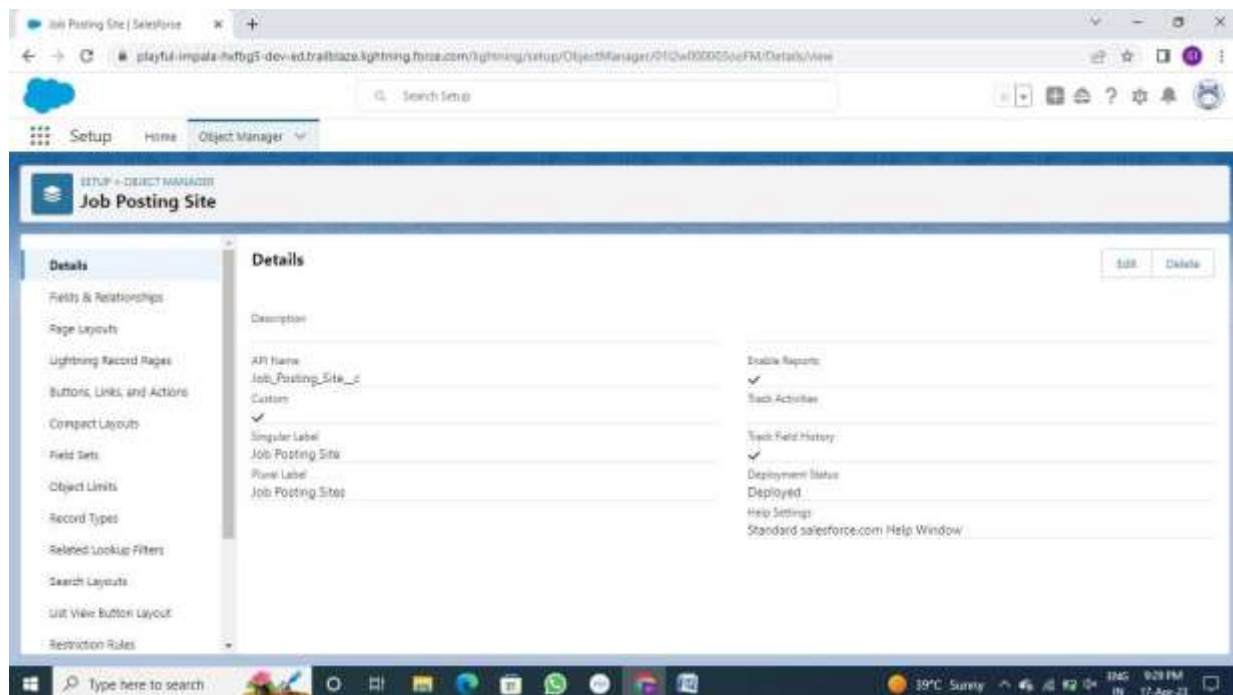 Job Posting Site | Salesforce
Search Setup
Setup Home Object Manager
SETUP > OBJECT MANAGER
Job Posting Site
Details
Fields & Relationships
Page Layouts
Lightning Record Pages
Buttons, Links, and Actions
Compact Layouts
Field Sets
Object Limits
Record Types
Related Lookup Filters
Search Layouts
List View Button Layout
Restriction Rules
Details
Edit Delete
Description
API Name
Job_Posting_Site__c
Custom
Singular Label
Job Posting Site
Plural Label
Job Posting Sites
Enable Reports
Track Activities
Track Field History
Deployment Status
Deployed
Help Settings
Standard salesforce.com Help Window
Type here to search
39°C Sunny
ENG
IN
9:28 PM